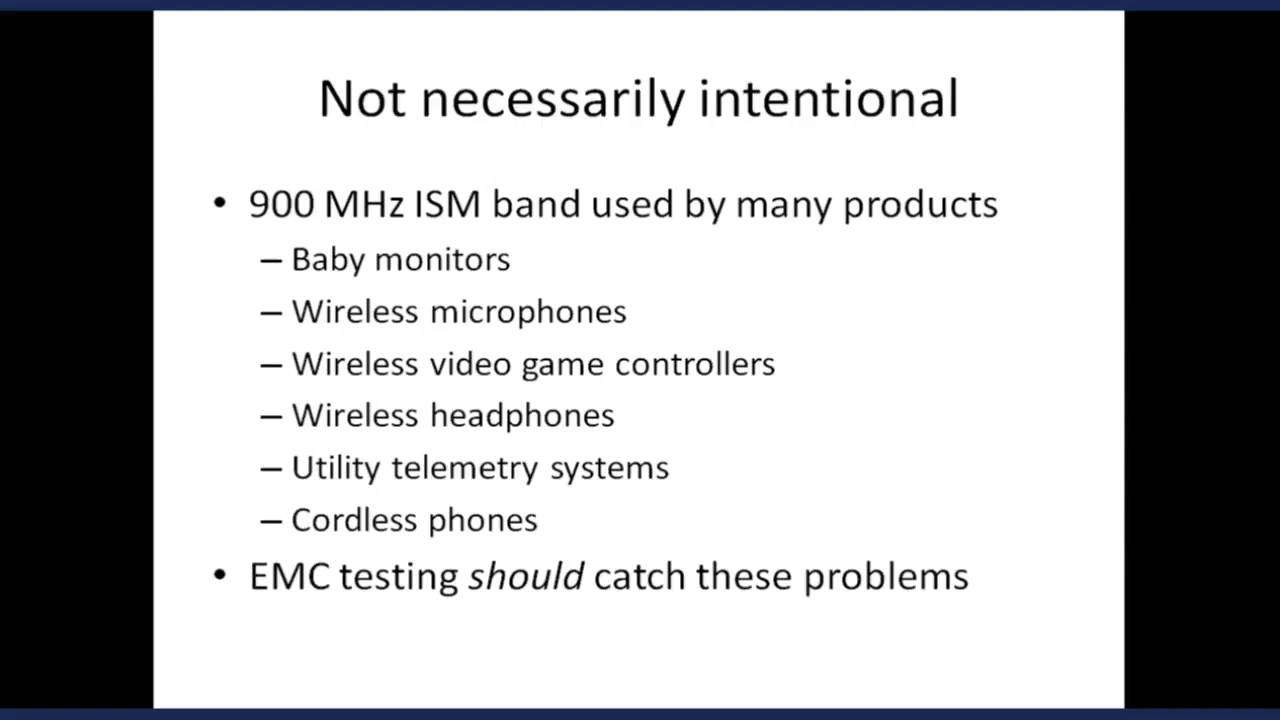 Not necessarily intentional
• 900 MHz ISM band used by many products
– Baby monitors
– Wireless microphones
– Wireless video game controllers
– Wireless headphones
– Utility telemetry systems
– Cordless phones
• EMC testing should catch these problems